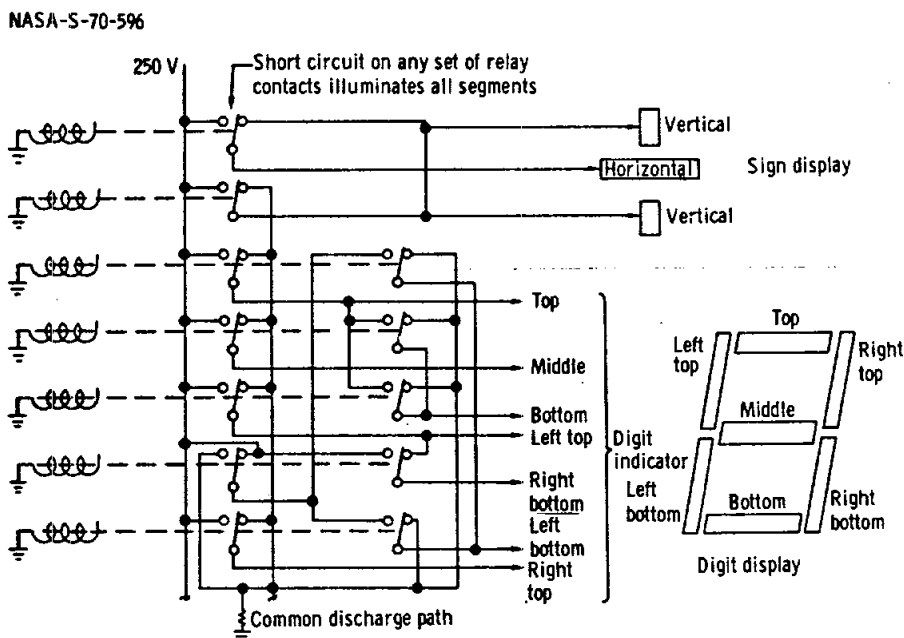 NASA-S-70-596
250 V
Short circuit on any set of relay
contacts illuminates all segments
Vertical
Horizontal
Sign display
Vertical
Top
Middle
Bottom
Left top
Right
bottom
Left
bottom
Right
top
Digit
indicator
Top
Left
top
Right
top
Middle
Left
bottom
Bottom
Right
bottom
Digit display
Common discharge path